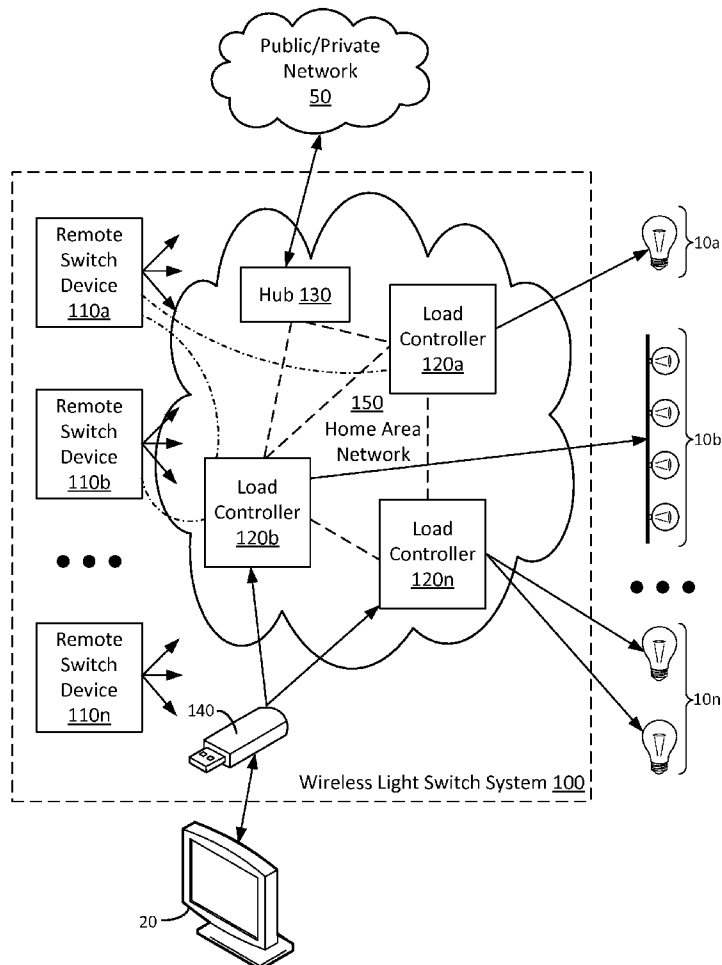 Public/Private
Network
50
Remote
Switch
Device
110a
Hub 130
Load
Controller
120a
10a
150
Home Area
Network
Remote
Switch
Device
110b
Load
Controller
120b
10b
Load
Controller
120n
Remote
Switch
Device
110n
10n
140
Wireless Light Switch System 100
20